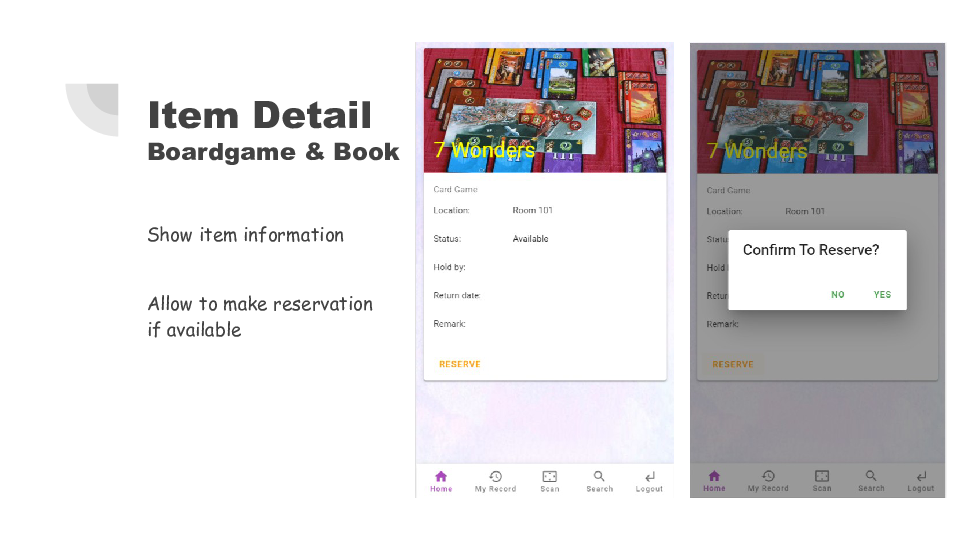 Item Detail
Boardgame & Book
Show item information
Allow to make reservation
if available
7 Wonders
Card Game
Location: Room 101
Status: Available
Hold by:
Return date:
Remark:
RESERVE
Home My Record Scan Search Logout
7 Wonders
Card Game
Location: Room 101
Statu
Hold
Retur
Remark:
Confirm To Reserve?
NO YES
RESERVE
Home My Record Scan Search Logout